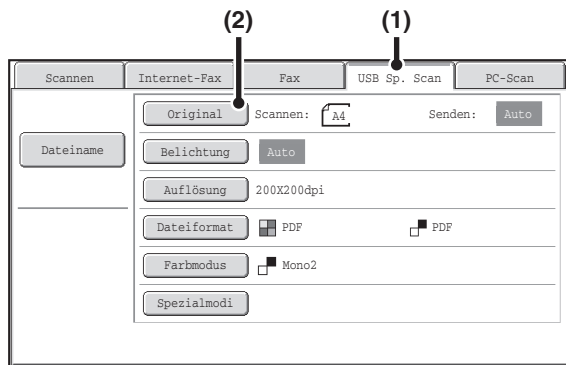 (2) (1)
Scannen Internet-Fax Fax USB Sp. Scan PC-Scan
Original Scannen: A4 Senden: Auto
Dateiname Belichtung Auto
Auflösung 200X200dpi
Dateiformat PDF PDF
Farbmodus Mono2
Spezialmodi